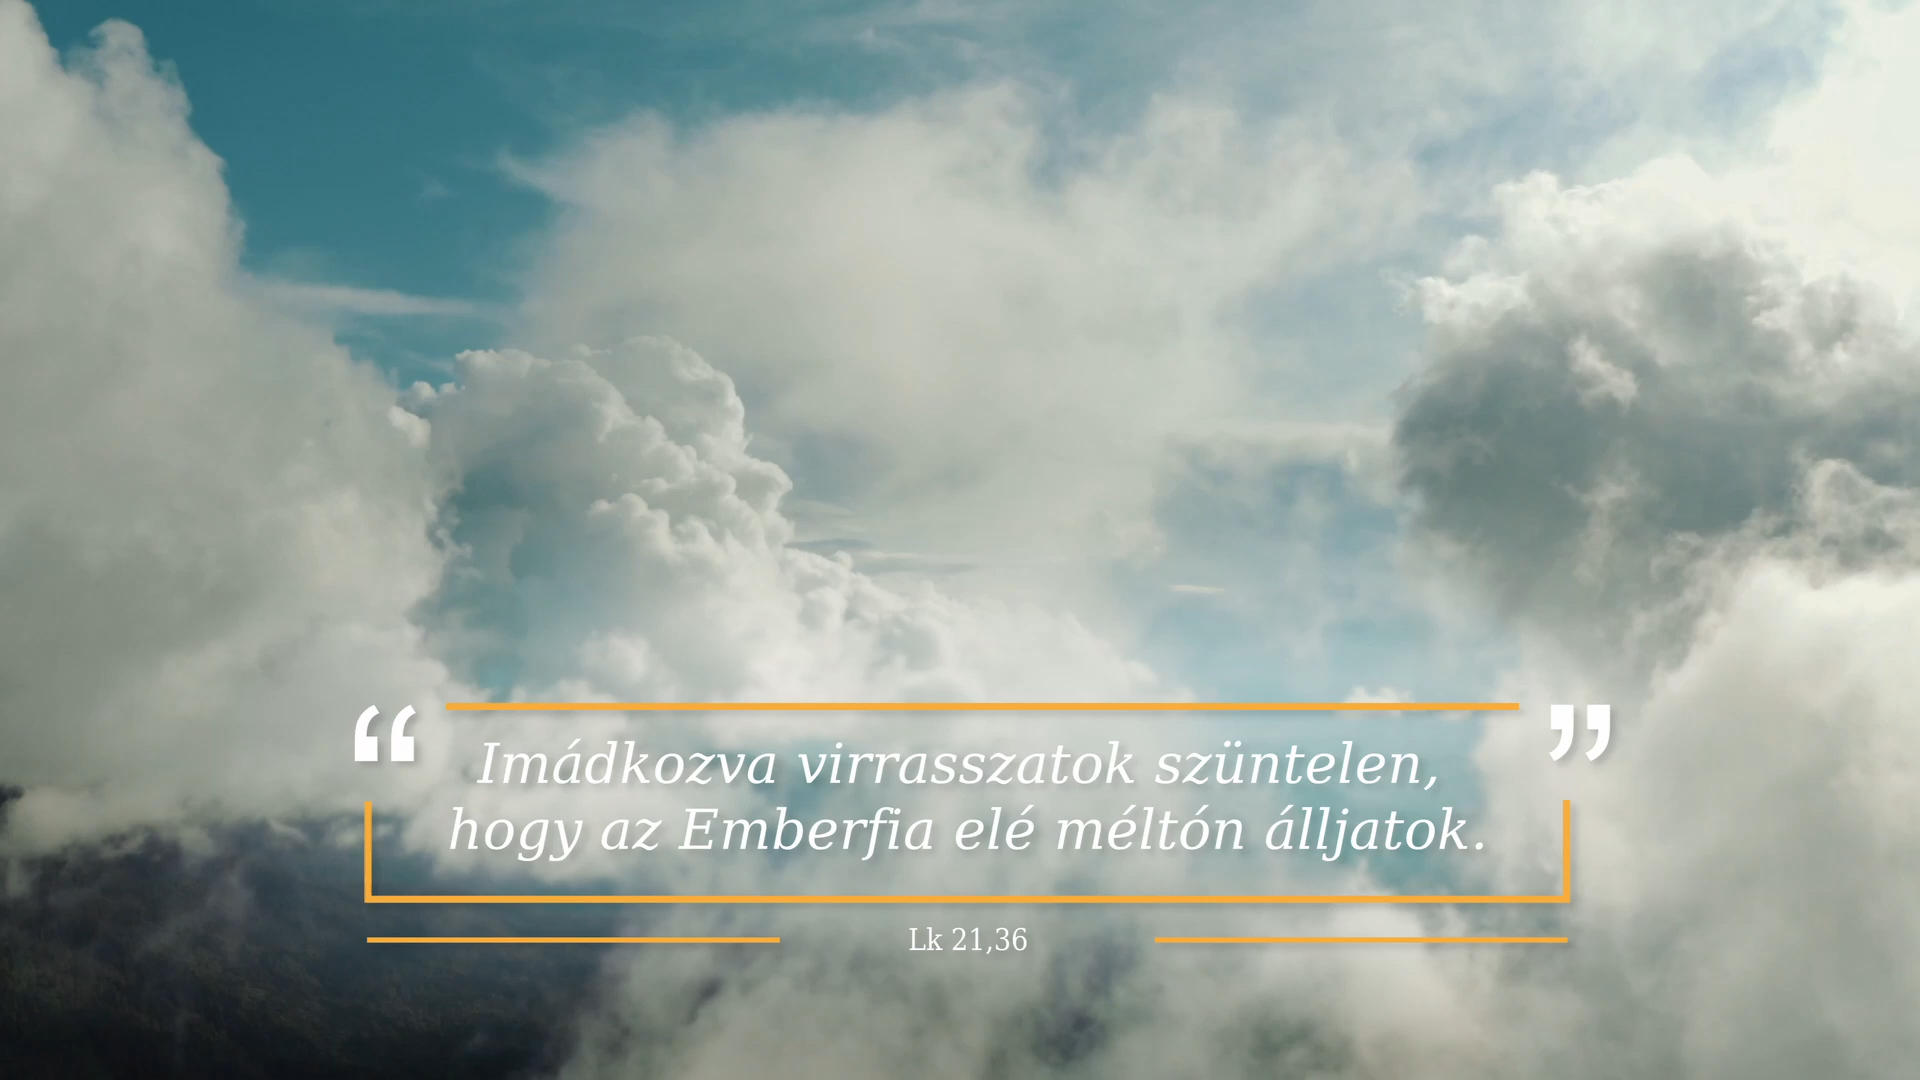 “ Imádkozva virrasszatok szüntelen, ”
hogy az Emberfia elé méltón álljatok.
Lk 21,36